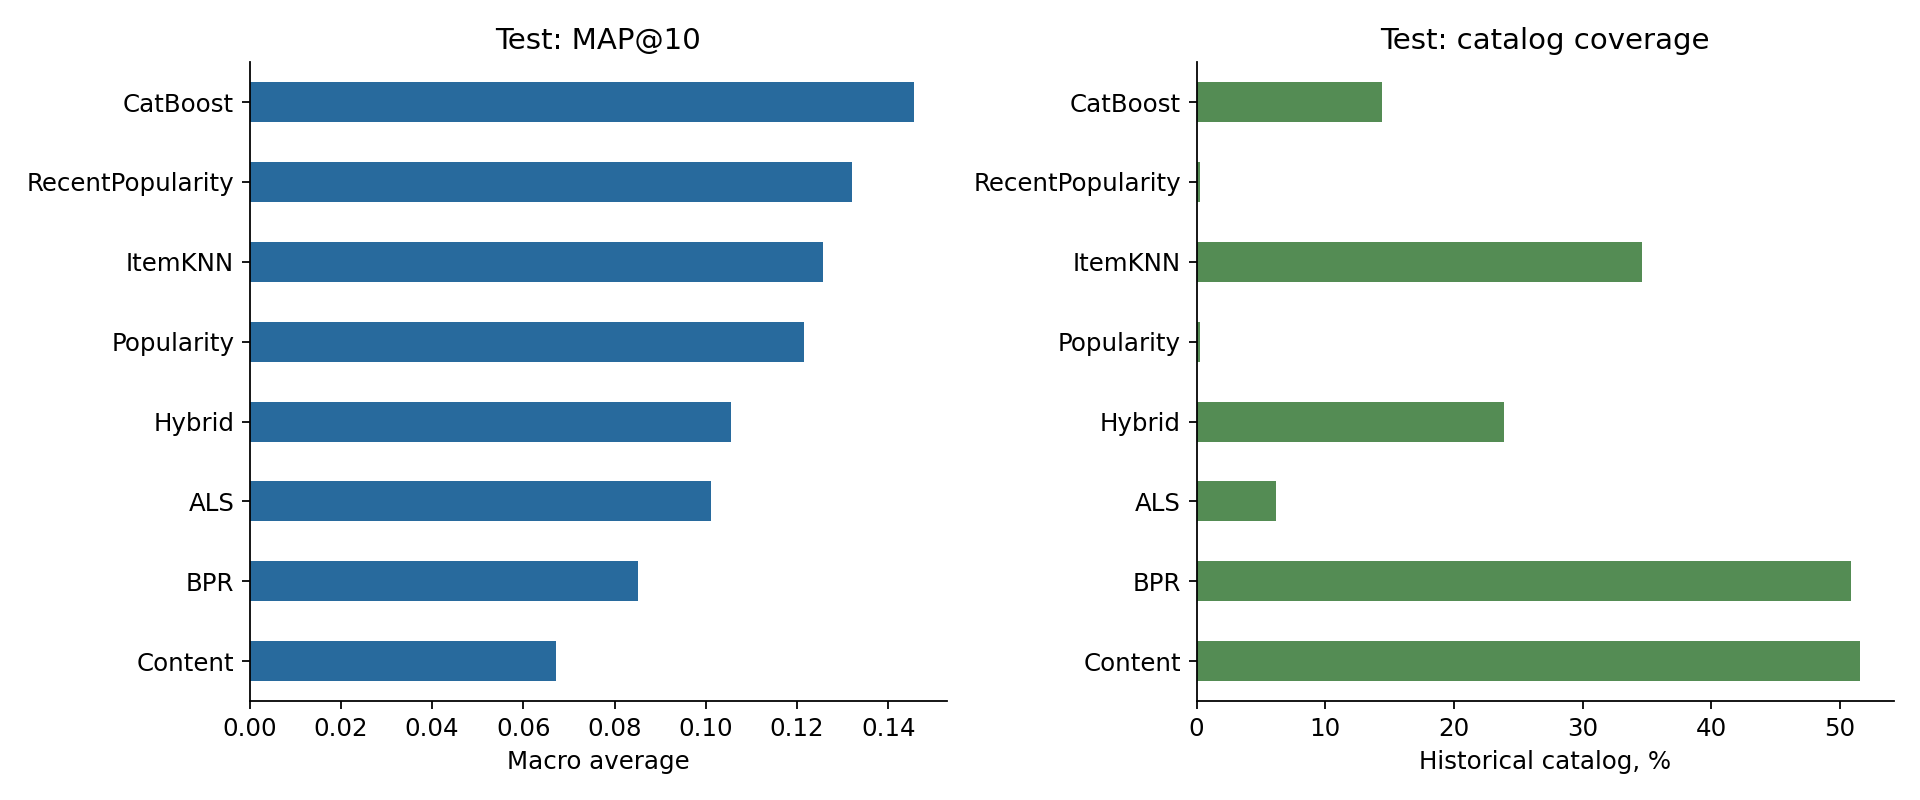 Test: MAP@10
CatBoost
RecentPopularity
ItemKNN
Popularity
Hybrid
ALS
BPR
Content
0.00 0.02 0.04 0.06 0.08 0.10 0.12 0.14
Macro average
Test: catalog coverage
CatBoost
RecentPopularity
ItemKNN
Popularity
Hybrid
ALS
BPR
Content
0 10 20 30 40 50
Historical catalog, %